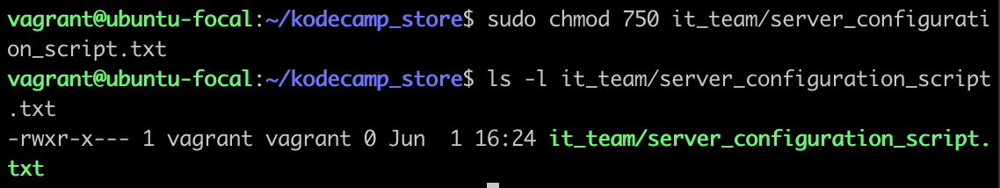 vagrant@ubuntu-focal:~/kodecamp_store$ sudo chmod 750 it_team/server_configurati
on_script.txt
vagrant@ubuntu-focal:~/kodecamp_store$ ls -l it_team/server_configuration_script
.txt
-rwxr-x--- 1 vagrant vagrant 0 Jun  1 16:24 it_team/server_configuration_script.
txt